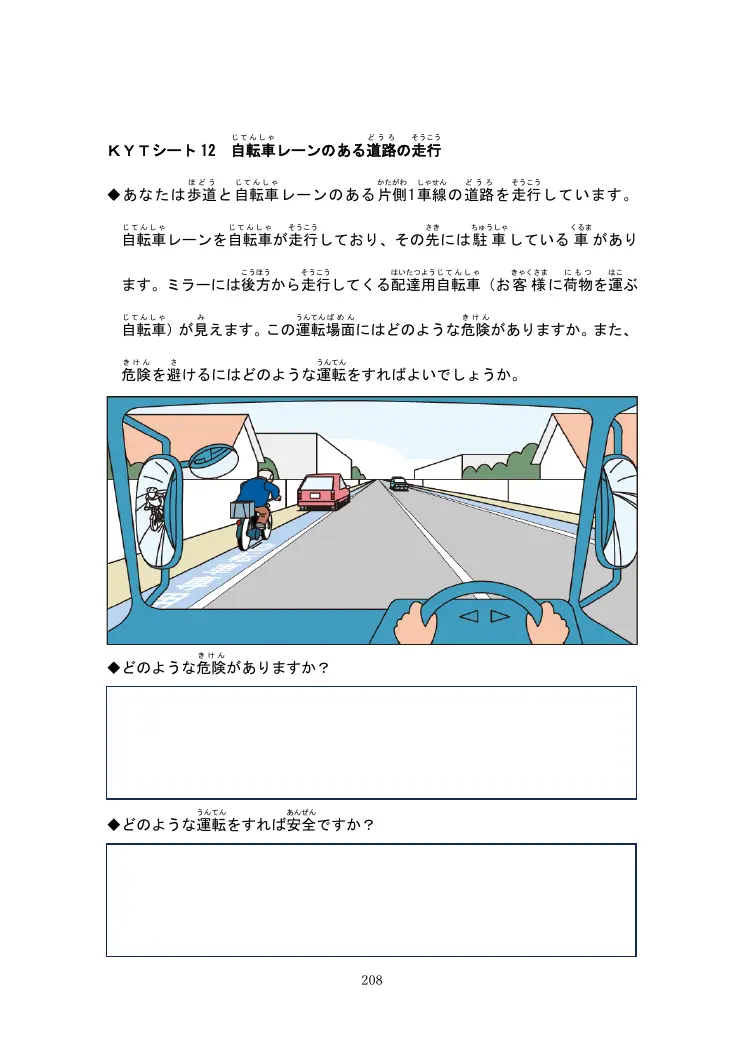 ＫＹＴシート12　自転車レーンのある道路の走行
◆あなたは歩道と自転車レーンのある片側1車線の道路を走行しています。
自転車レーンを自転車が走行しており、その先には駐車している車があり
ます。ミラーには後方から走行してくる配達用自転車（お客様に荷物を運ぶ
自転車）が見えます。この運転場面にはどのような危険がありますか。また、
危険を避けるにはどのような運転をすればよいでしょうか。
◆どのような危険がありますか？
◆どのような運転をすれば安全ですか？
208